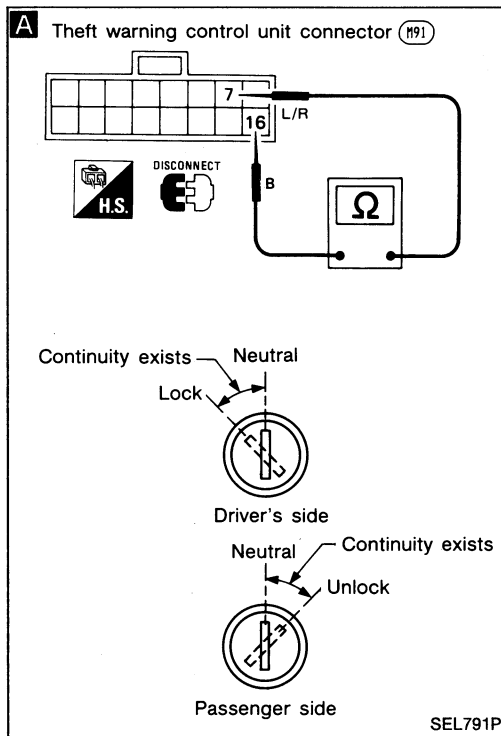 A Theft warning control unit connector (M91)
7
L/R
16
DISCONNECT
H.S.
B
Ω
Continuity exists
Neutral
Lock
Driver's side
Neutral
Continuity exists
Unlock
Passenger side
SEL791P